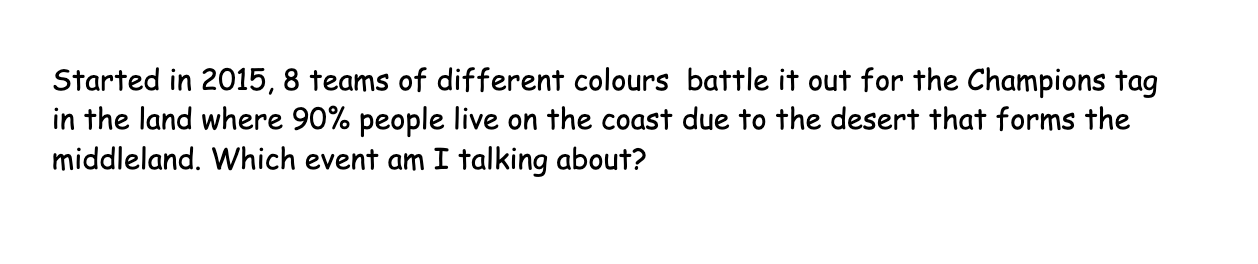 Started in 2015, 8 teams of different colours  battle it out for the Champions tag
in the land where 90% people live on the coast due to the desert that forms the
middleland. Which event am I talking about?